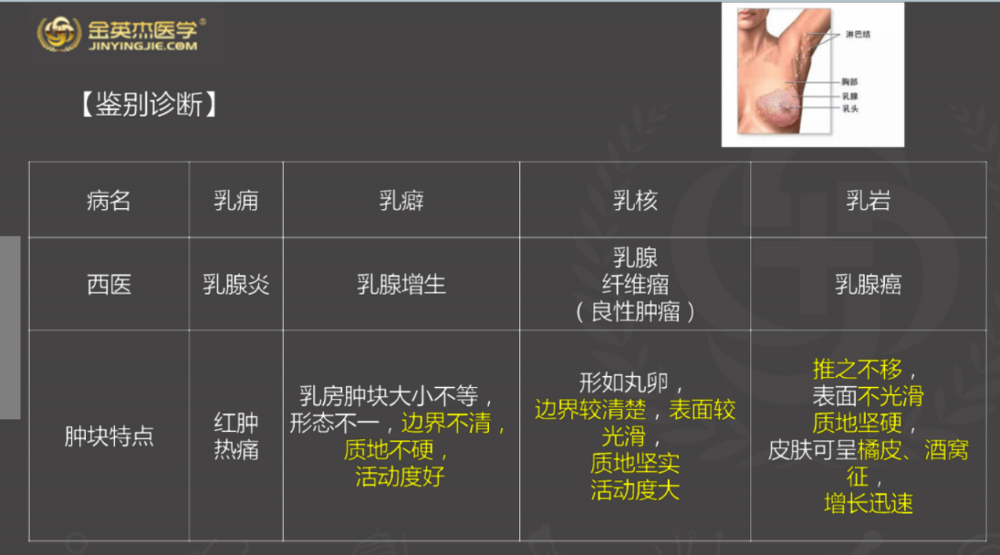 金英杰医学®
JINYINGJIE.COM
淋巴结
胸部
乳腺
乳头
【鉴别诊断】
病名
乳痈
乳癖
乳核
乳岩
西医
乳腺炎
乳腺增生
乳腺
纤维瘤
（良性肿瘤）
乳腺癌
肿块特点
红肿
热痛
乳房肿块大小不等，
形态不一，边界不清，
质地不硬，
活动度好
形如丸卵，
边界较清楚，表面较
光滑，
质地坚实
活动度大
推之不移，
表面不光滑
质地坚硬，
皮肤可呈橘皮、酒窝
征，
增长迅速